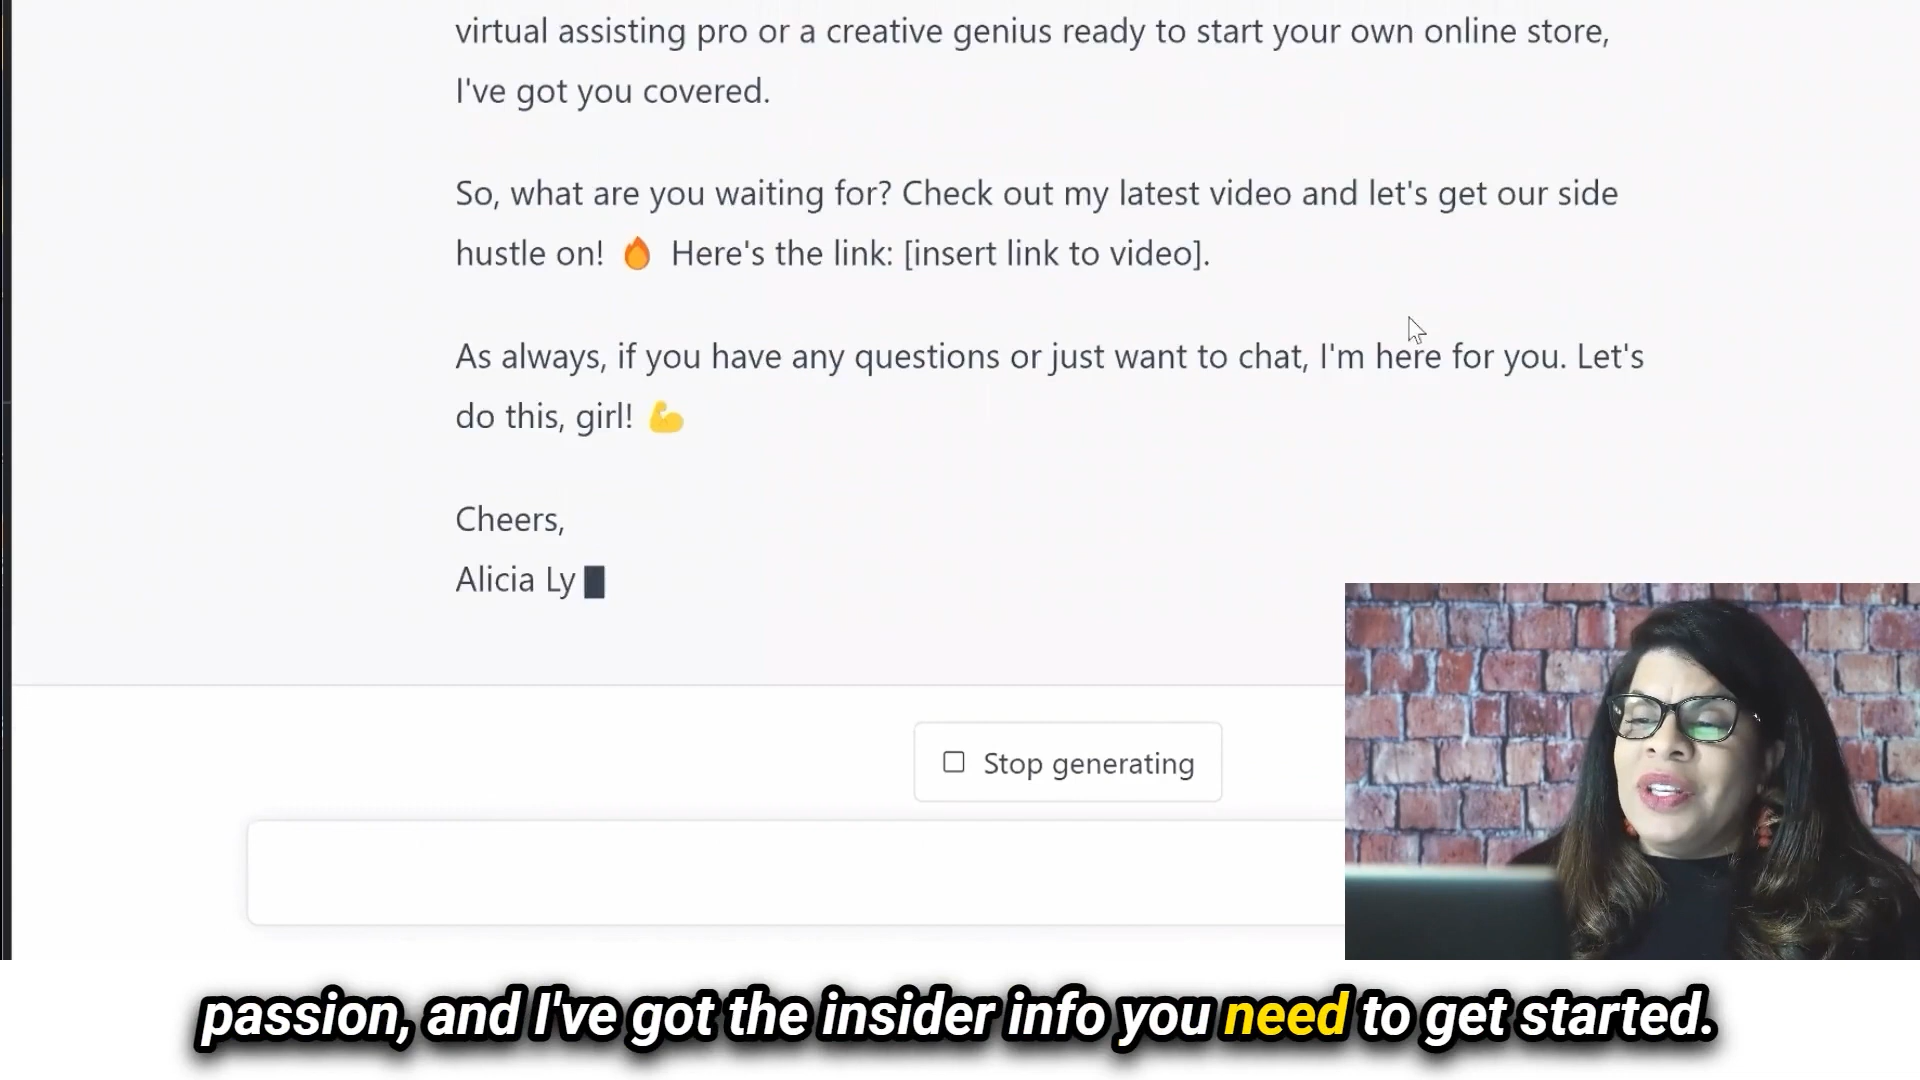 virtual assisting pro or a creative genius ready to start your own online store,
I've got you covered.
So, what are you waiting for? Check out my latest video and let's get our side
hustle on! 🔥 Here's the link: [insert link to video].
As always, if you have any questions or just want to chat, I'm here for you. Let's
do this, girl! 💪
Cheers,
Alicia Ly
Stop generating
passion, and I've got the insider info you need to get started.